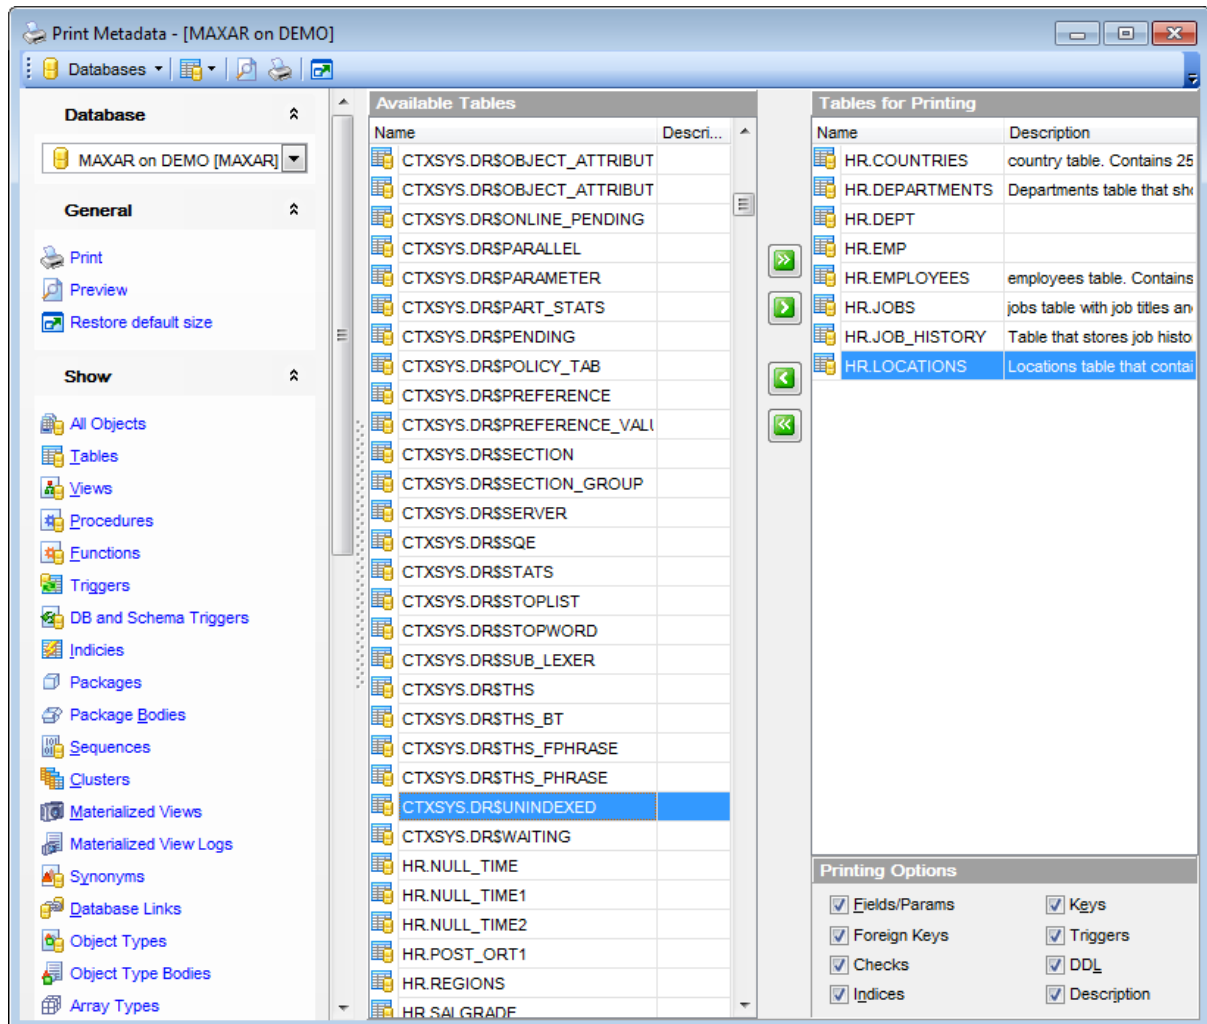 Print Metadata - [MAXAR on DEMO]
Databases
Database
MAXAR on DEMO [MAXAR]
General
Print
Preview
Restore default size
Show
All Objects
Tables
Views
Procedures
Functions
Triggers
DB and Schema Triggers
Indicies
Packages
Package Bodies
Sequences
Clusters
Materialized Views
Materialized View Logs
Synonyms
Database Links
Object Types
Object Type Bodies
Array Types
Available Tables
Name Descri...
CTXSYS.DR$OBJECT_ATTRIBUT
CTXSYS.DR$OBJECT_ATTRIBUT
CTXSYS.DR$ONLINE_PENDING
CTXSYS.DR$PARALLEL
CTXSYS.DR$PARAMETER
CTXSYS.DR$PART_STATS
CTXSYS.DR$PENDING
CTXSYS.DR$POLICY_TAB
CTXSYS.DR$PREFERENCE
CTXSYS.DR$PREFERENCE_VALU
CTXSYS.DR$SECTION
CTXSYS.DR$SECTION_GROUP
CTXSYS.DR$SERVER
CTXSYS.DR$SQE
CTXSYS.DR$STATS
CTXSYS.DR$STOPLIST
CTXSYS.DR$STOPWORD
CTXSYS.DR$SUB_LEXER
CTXSYS.DR$THS
CTXSYS.DR$THS_BT
CTXSYS.DR$THS_FPHRASE
CTXSYS.DR$THS_PHRASE
CTXSYS.DR$UNINDEXED
CTXSYS.DR$WAITING
HR.NULL_TIME
HR.NULL_TIME1
HR.NULL_TIME2
HR.POST_ORT1
HR.REGIONS
HR.SALGRADE
Tables for Printing
Name Description
HR.COUNTRIES country table. Contains 25
HR.DEPARTMENTS Departments table that sho
HR.DEPT
HR.EMP
HR.EMPLOYEES employees table. Contains
HR.JOBS jobs table with job titles an
HR.JOB_HISTORY Table that stores job histo
HR.LOCATIONS Locations table that contai
Printing Options
Fields/Params Keys
Foreign Keys Triggers
Checks DDL
Indices Description